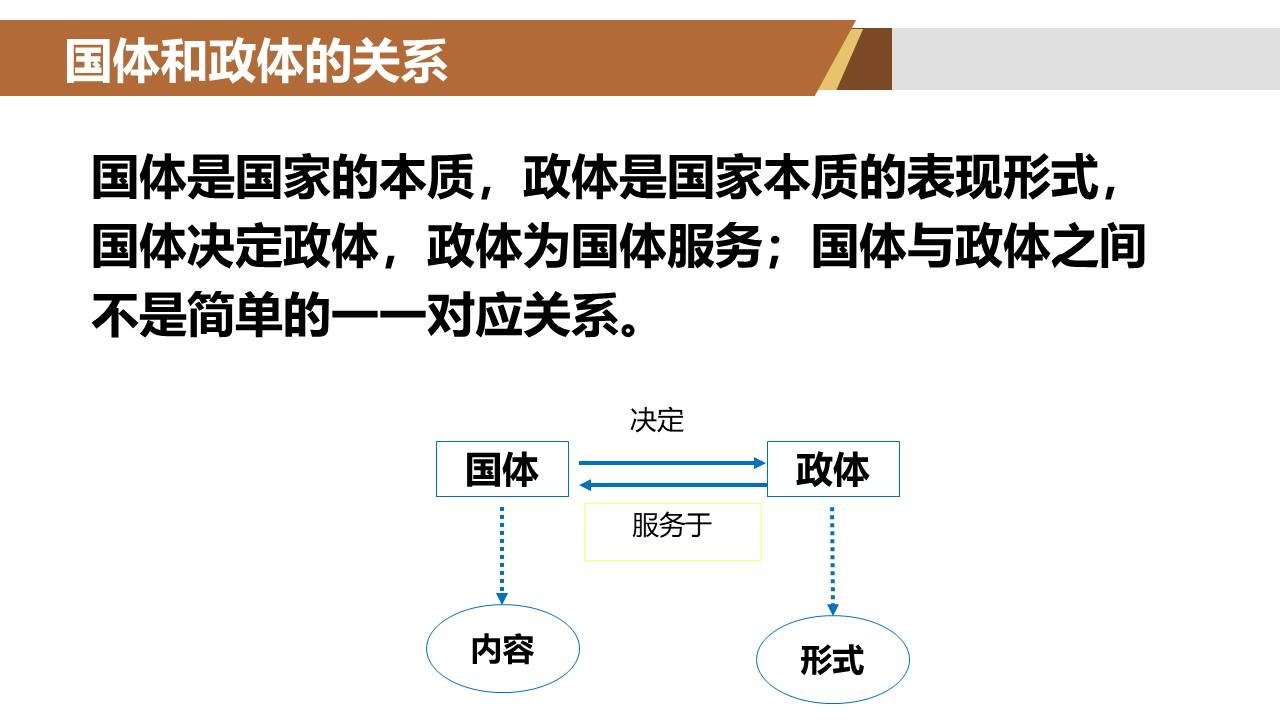 国体和政体的关系
国体是国家的本质，政体是国家本质的表现形式，
国体决定政体，政体为国体服务；国体与政体之间
不是简单的一一对应关系。
决定
国体
政体
服务于
内容
形式